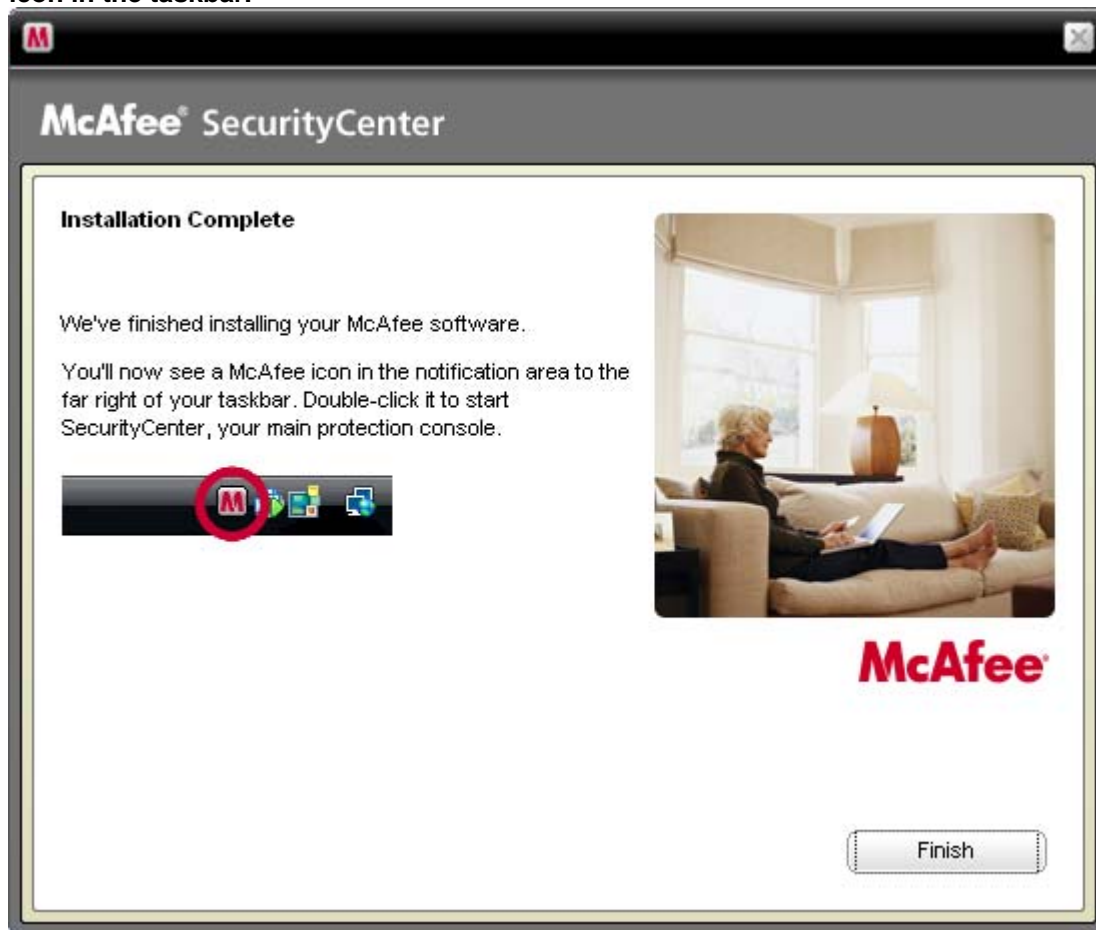 icon in the taskbar.
M
McAfee® SecurityCenter
Installation Complete
We've finished installing your McAfee software.
You'll now see a McAfee icon in the notification area to the
far right of your taskbar. Double-click it to start
SecurityCenter, your main protection console.
M
McAfee®
Finish